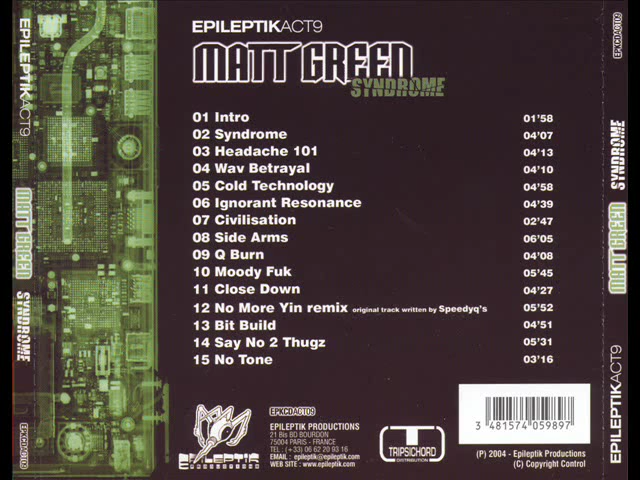 EPILEPTIKACT9
MATT GREEN
SYNDROME
EPKCDACT09
EPILEPTIKACT9
MATT GREEN
SYNDROME
01 Intro 01'58
02 Syndrome 04'07
03 Headache 101 04'13
04 Wav Betrayal 04'10
05 Cold Technology 04'58
06 Ignorant Resonance 04'39
07 Civilisation 02'47
08 Side Arms 06'05
09 Q Burn 04'08
10 Moody Fuk 05'45
11 Close Down 04'27
12 No More Yin remix original track written by Speedyq's 05'52
13 Bit Build 04'51
14 Say No 2 Thugz 05'31
15 No Tone 03'16
EPILEPTIK
EPKCDACT09
EPILEPTIK PRODUCTIONS
21 Bis BD BOURDON
75004 PARIS - FRANCE
TEL : (+33) 06 62 20 93 16
EMAIL : epileptik@epileptik.com
WEB SITE : www.epileptik.com
T
TRIPSICHORD
DISTRIBUTION
3 481574 059897
(P) 2004 - Epileptik Productions
(C) Copyright Control
EPKCDACT09
SYNDROME
MATT GREEN
EPILEPTIKACT9